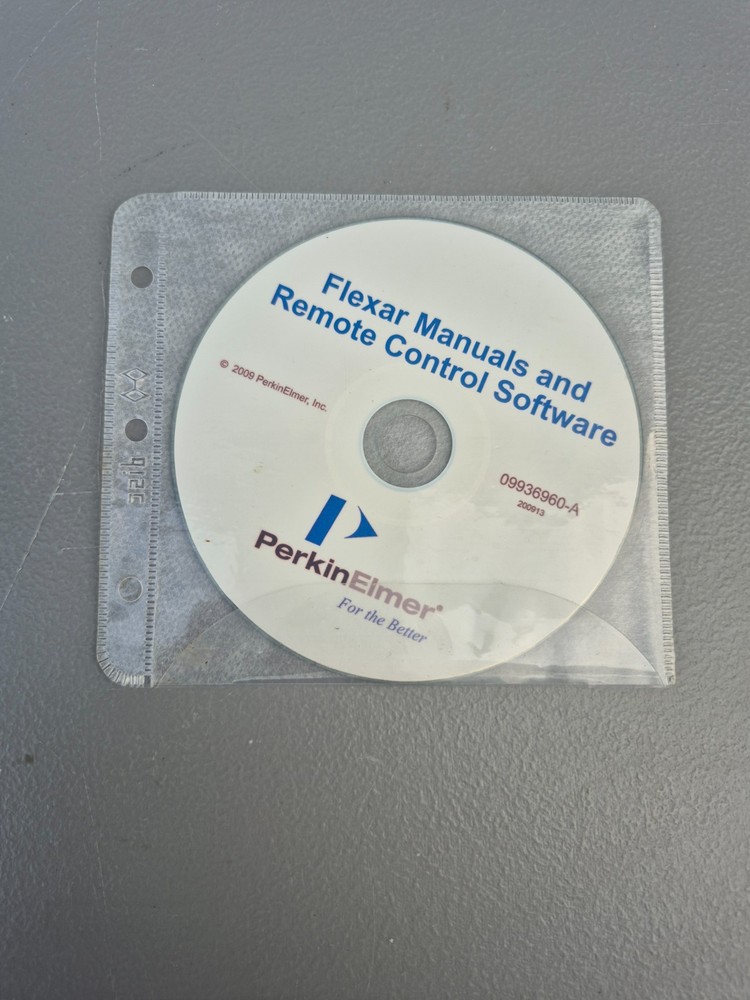 Flexar Manuals and
Remote Control Software
© 2009 PerkinElmer, Inc.
09936960-A
200913
PerkinElmer®
For the Better